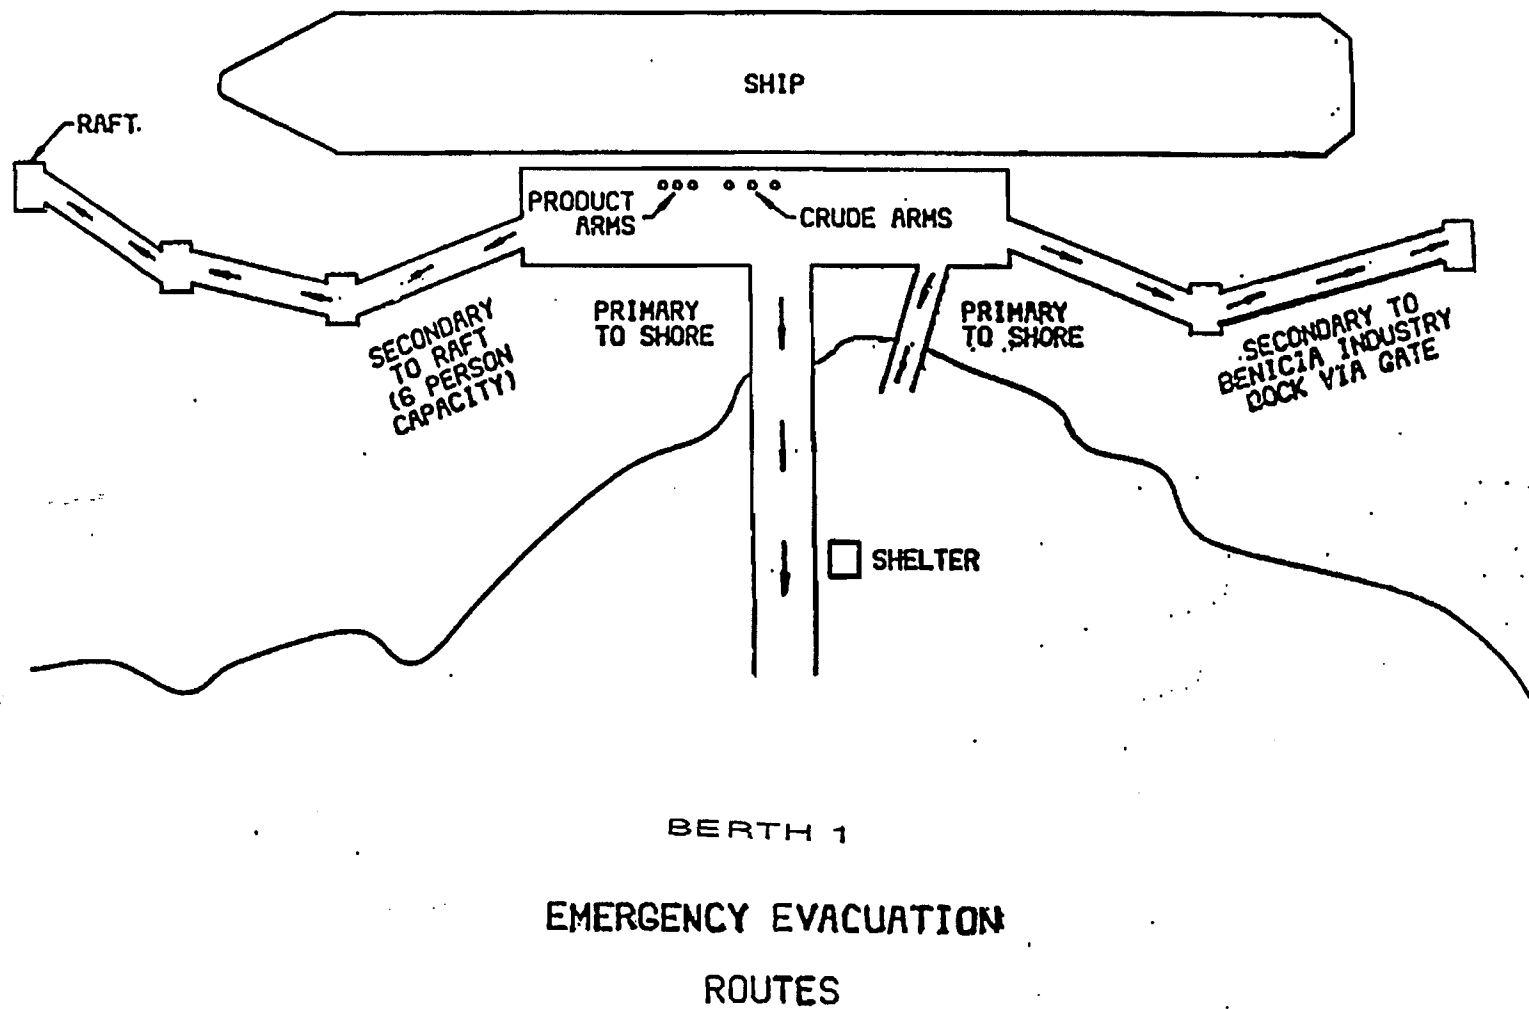 SHIP
RAFT.
PRODUCT
ARMS
CRUDE ARMS
SECONDARY
TO RAFT
(6 PERSON
CAPACITY)
PRIMARY
TO SHORE
PRIMARY
TO SHORE
SECONDARY TO
BENICIA INDUSTRY
DOCK VIA GATE
SHELTER
BERTH 1
EMERGENCY EVACUATION
ROUTES